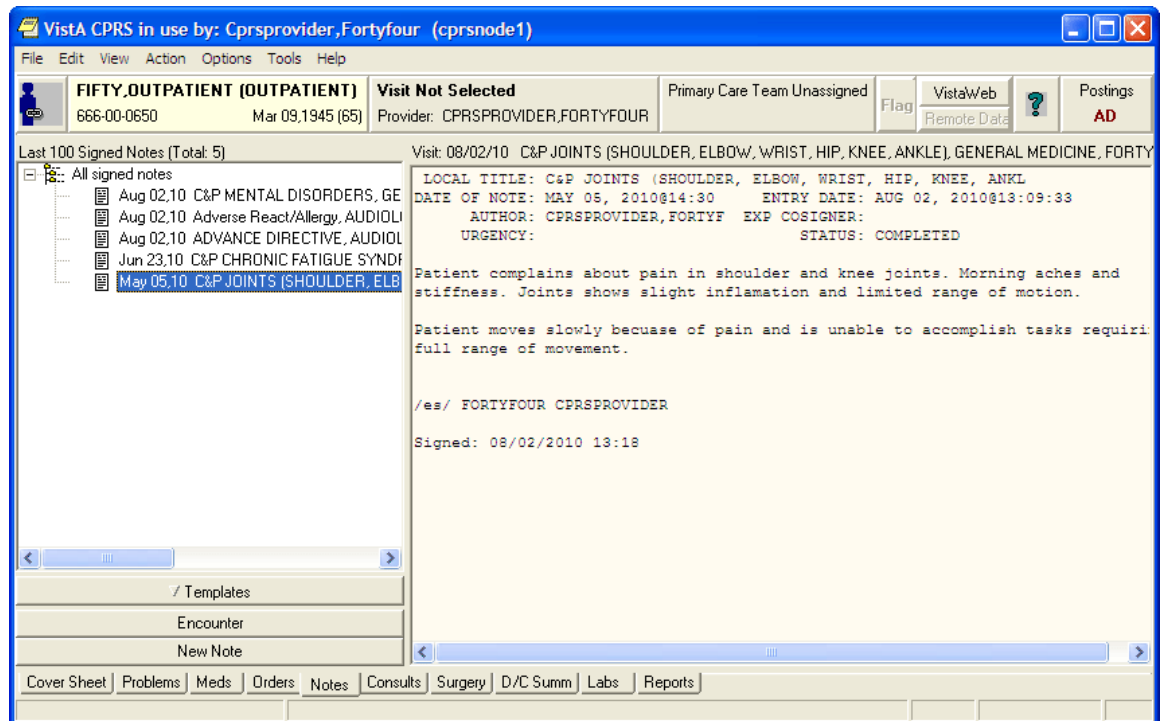 VistA CPRS in use by: Cprsprovider,Fortyfour (cprsnode1)
File Edit View Action Options Tools Help
FIFTY,OUTPATIENT (OUTPATIENT) Visit Not Selected Primary Care Team Unassigned Flag VistaWeb ? Postings
666-00-0650 Mar 09,1945 (65) Provider: CPRSPROVIDER,FORTYFOUR Remote Data AD
Last 100 Signed Notes (Total: 5)
All signed notes
Aug 02,10 C&P MENTAL DISORDERS, GE
Aug 02,10 Adverse React/Allergy, AUDIOL
Aug 02,10 ADVANCE DIRECTIVE, AUDIOL
Jun 23,10 C&P CHRONIC FATIGUE SYND
May 05,10 C&P JOINTS (SHOULDER, ELB
Templates
Encounter
New Note
Visit: 08/02/10 C&P JOINTS (SHOULDER, ELBOW, WRIST, HIP, KNEE, ANKLE), GENERAL MEDICINE, FORTY
LOCAL TITLE: C&P JOINTS (SHOULDER, ELBOW, WRIST, HIP, KNEE, ANKL
DATE OF NOTE: MAY 05, 2010@14:30 ENTRY DATE: AUG 02, 2010@13:09:33
AUTHOR: CPRSPROVIDER,FORTYF EXP COSIGNER:
URGENCY: STATUS: COMPLETED
Patient complains about pain in shoulder and knee joints. Morning aches and
stiffness. Joints shows slight inflamation and limited range of motion.
Patient moves slowly becuase of pain and is unable to accomplish tasks requiri
full range of movement.
/es/ FORTYFOUR CPRSPROVIDER
Signed: 08/02/2010 13:18
Cover Sheet Problems Meds Orders Notes Consults Surgery D/C Summ Labs Reports